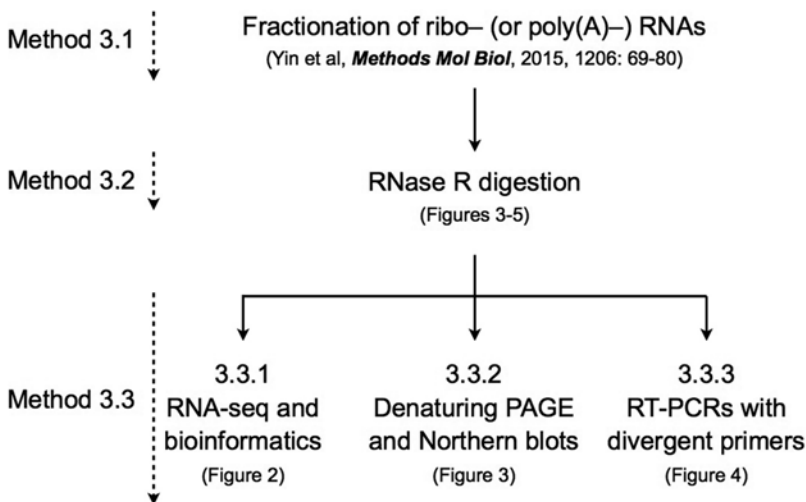 Method 3.1
Fractionation of ribo– (or poly(A)–) RNAs
(Yin et al, Methods Mol Biol, 2015, 1206: 69-80)
Method 3.2
RNase R digestion
(Figures 3-5)
Method 3.3
3.3.1
RNA-seq and
bioinformatics
(Figure 2)
3.3.2
Denaturing PAGE
and Northern blots
(Figure 3)
3.3.3
RT-PCRs with
divergent primers
(Figure 4)